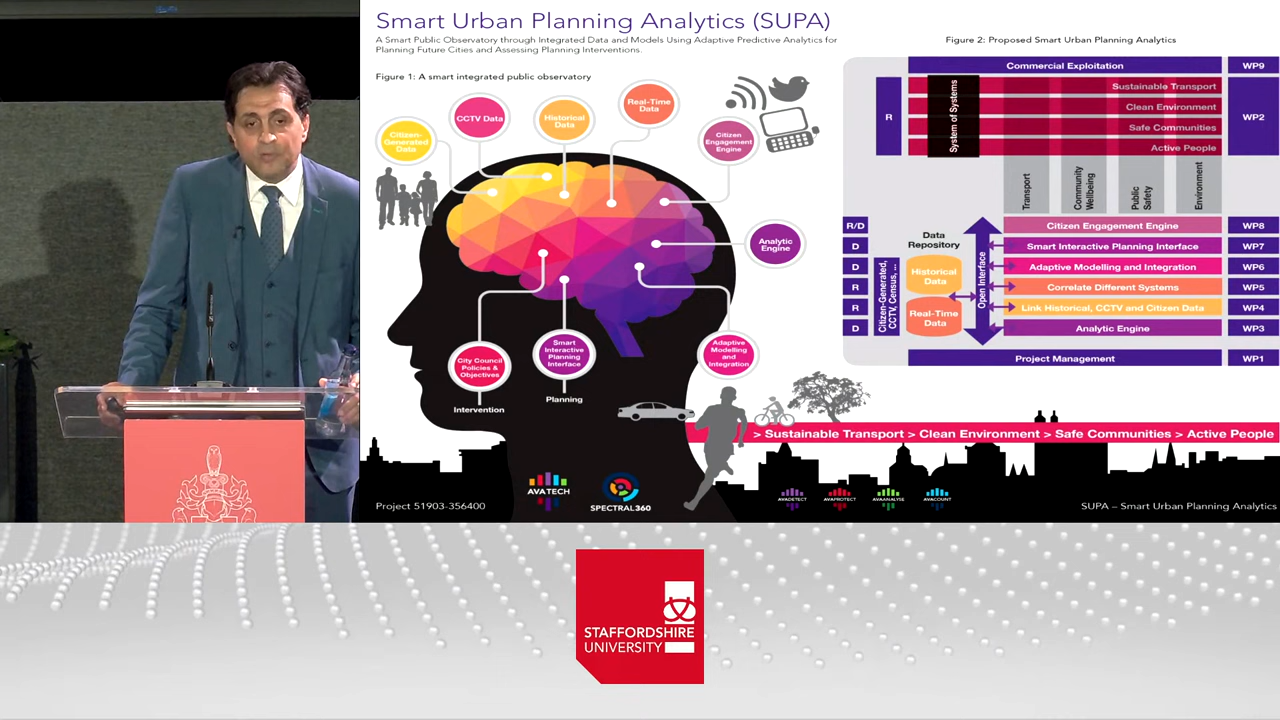 Smart Urban Planning Analytics (SUPA)
A Smart Public Observatory through Integrated Data and Models Using Adaptive Predictive Analytics for
Planning Future Cities and Assessing Planning Interventions.
Figure 1: A smart integrated public observatory
Citizen-
Generated
Data
CCTV Data
Historical
Data
Real-Time
Data
Citizen
Engagement
Engine
Analytic
Engine
City Council
Policies &
Objectives
Intervention
Smart
Interactive
Planning
Interface
Planning
Adaptive
Modelling
and
Integration
Figure 2: Proposed Smart Urban Planning Analytics
Commercial Exploitation
WP9
R
System of Systems
Sustainable Transport
Clean Environment
Safe Communities
Active People
WP2
Transport
Community
Wellbeing
Public
Safety
Environment
R/D
Citizen Engagement Engine
WP8
D
Data
Repository
Smart Interactive Planning Interface
WP7
D
Adaptive Modelling and Integration
WP6
R
Correlate Different Systems
WP5
R
Link Historical, CCTV and Citizen Data
WP4
D
Analytic Engine
WP3
Citizen-Generated,
CCTV, Census, ...
Historical
Data
Real-Time
Data
Open Interface
Project Management
WP1
> Sustainable Transport > Clean Environment > Safe Communities > Active People
AVATECH
SPECTRAL360
AVADETECT
AVAPROTECT
AVAANALYSE
AVACOUNT
Project 51903-356400
SUPA – Smart Urban Planning Analytics
STAFFORDSHIRE
UNIVERSITY